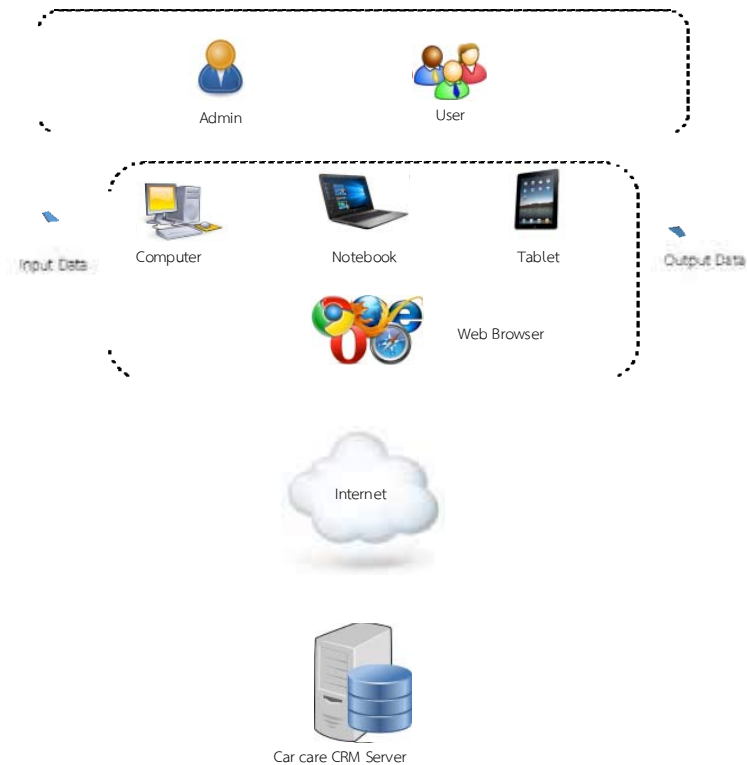 Admin
User
Computer
Notebook
Tablet
Input Data
Output Data
Web Browser
Internet
Car care CRM Server